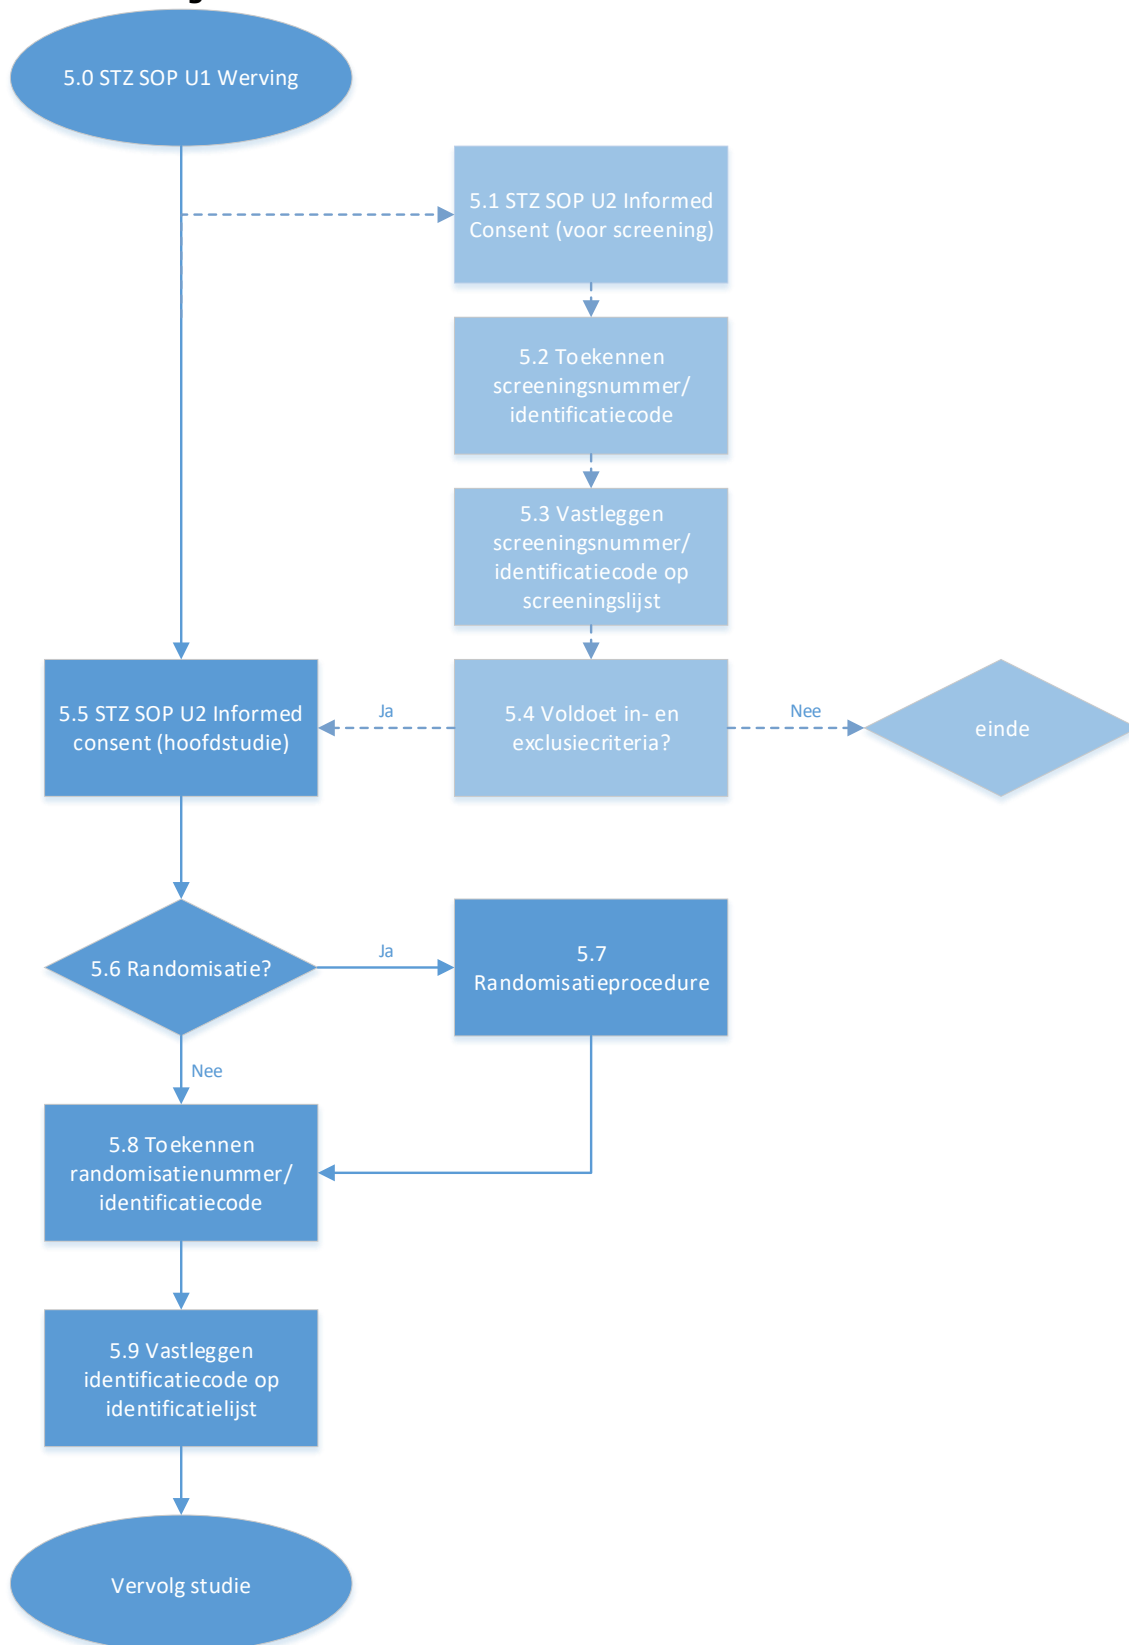 5.0 STZ SOP U1 Werving
5.1 STZ SOP U2 Informed
Consent (voor screening)
5.2 Toekennen
screeningsnummer/
identificatiecode
5.3 Vastleggen
screeningsnummer/
identificatiecode op
screeningslijst
5.5 STZ SOP U2 Informed
consent (hoofdstudie)
Ja
5.4 Voldoet in- en
exclusiecriteria?
Nee
einde
5.6 Randomisatie?
Ja
5.7
Randomisatieprocedure
Nee
5.8 Toekennen
randomisatienummer/
identificatiecode
5.9 Vastleggen
identificatiecode op
identificatielijst
Vervolg studie